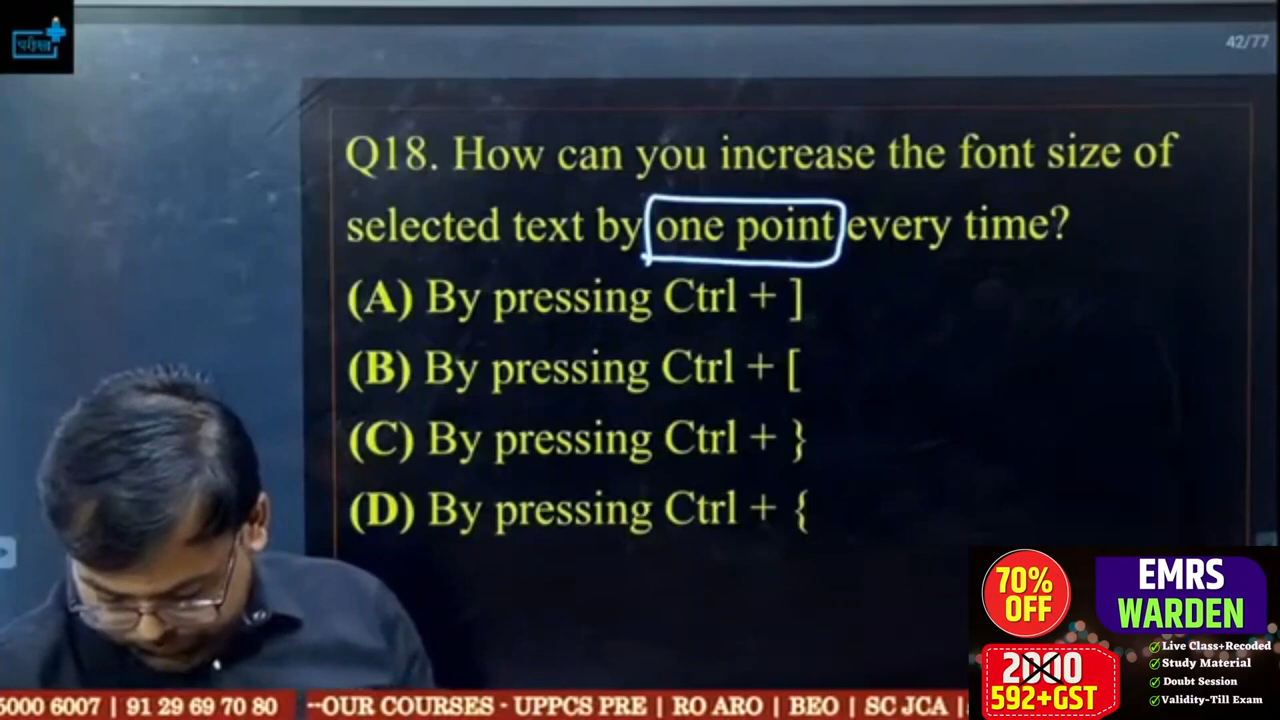 परीक्षा
42/77
Q18. How can you increase the font size of
selected text by one point every time?
(A) By pressing Ctrl + ]
(B) By pressing Ctrl + [
(C) By pressing Ctrl + }
(D) By pressing Ctrl + {
70%
OFF
EMRS
WARDEN
2000
592+GST
Live Class+Recoded
Study Material
Doubt Session
Validity-Till Exam
5000 6007 | 91 29 69 70 80 --OUR COURSES - UPPCS PRE | RO ARO | BEO | SC JCA |